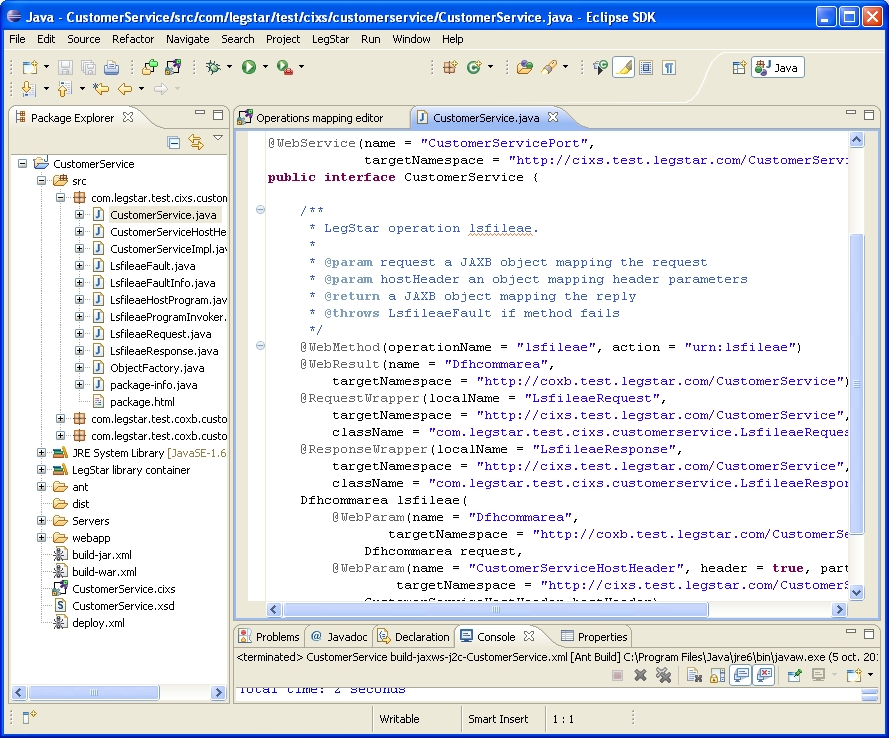 Java - CustomerService/src/com/legstar/test/cixs/customerservice/CustomerService.java - Eclipse SDK
File Edit Source Refactor Navigate Search Project LegStar Run Window Help
Java
Package Explorer
CustomerService
src
com.legstar.test.cixs.custon
CustomerService.java
CustomerServiceHostHe
CustomerServiceImpl.jav
LsfileaeFault.java
LsfileaeFaultInfo.java
LsfileaeHostProgram.jav
LsfileaeProgramInvoker.
LsfileaeRequest.java
LsfileaeResponse.java
ObjectFactory.java
package-info.java
package.html
com.legstar.test.coxb.custo
com.legstar.test.coxb.custo
JRE System Library [JavaSE-1.6
LegStar library container
ant
dist
Servers
webapp
build-jar.xml
build-war.xml
CustomerService.cixs
CustomerService.xsd
deploy.xml
Operations mapping editor
CustomerService.java
@WebService(name = "CustomerServicePort",
targetNamespace = "http://cixs.test.legstar.com/CustomerServi
public interface CustomerService {
/**
* LegStar operation lsfileae.
*
* @param request a JAXB object mapping the request
* @param hostHeader an object mapping header parameters
* @return a JAXB object mapping the reply
* @throws LsfileaeFault if method fails
*/
@WebMethod(operationName = "lsfileae", action = "urn:lsfileae")
@WebResult(name = "Dfhcommarea",
targetNamespace = "http://coxb.test.legstar.com/CustomerService")
@RequestWrapper(localName = "LsfileaeRequest",
targetNamespace = "http://cixs.test.legstar.com/CustomerService",
className = "com.legstar.test.cixs.customerservice.LsfileaeReques
@ResponseWrapper(localName = "LsfileaeResponse",
targetNamespace = "http://cixs.test.legstar.com/CustomerService",
className = "com.legstar.test.cixs.customerservice.LsfileaeRespon
Dfhcommarea lsfileae(
@WebParam(name = "Dfhcommarea",
targetNamespace = "http://coxb.test.legstar.com/CustomerSe
Dfhcommarea request,
@WebParam(name = "CustomerServiceHostHeader", header = true, part
targetNamespace = "http://cixs.test.legstar.com/CustomerS
CustomerServiceHostHeader hostHeader)
Problems
Javadoc
Declaration
Console
Properties
<terminated> CustomerService build-jaxws-j2c-CustomerService.xml [Ant Build] C:\Program Files\Java\jre6\bin\javaw.exe (5 oct. 20
Total time: 2 seconds
Writable
Smart Insert
1 : 1